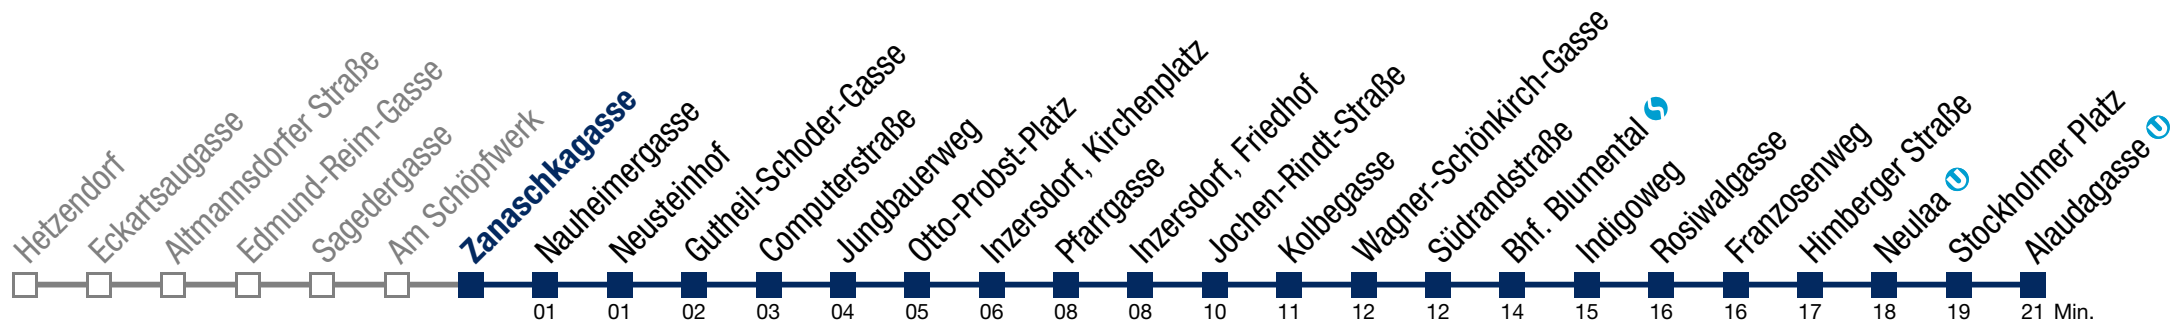 Hetzendorf
Eckartsaugasse
Altmannsdorfer Straße
Edmund-Reim-Gasse
Sagedergasse
Am Schöpfwerk
Zanaschkagasse
Nauheimergasse
Neusteinhof
Gutheil-Schoder-Gasse
Computerstraße
Jungbauerweg
Otto-Probst-Platz
Inzersdorf, Kirchenplatz
Pfarrgasse
Inzersdorf, Friedhof
Jochen-Rindt-Straße
Kolbegasse
Wagner-Schönkirch-Gasse
Südrandstraße
Bhf. Blumental S
Indigoweg
Rosiwalgasse
Franzosenweg
Himberger Straße
Neulaa U
Stockholmer Platz
Alaudagasse U
01 01 02 03 04 05 06 08 08 10 11 12 12 14 15 16 16 17 18 19 21 Min.